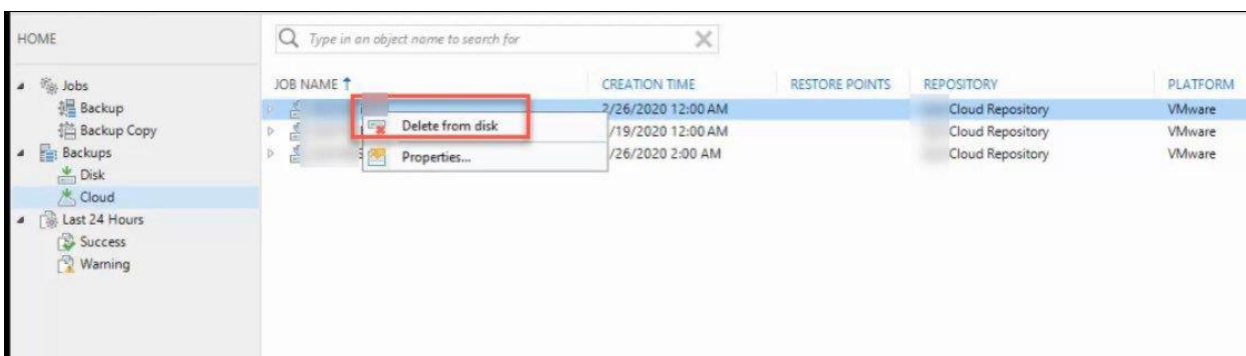 HOME
Type in an object name to search for
JOB NAME CREATION TIME RESTORE POINTS REPOSITORY PLATFORM
Jobs
Backup
Backup Copy
Backups
Disk
Cloud
Last 24 Hours
Success
Warning
2/26/2020 12:00 AM Cloud Repository VMware
Delete from disk /19/2020 12:00 AM Cloud Repository VMware
Properties... /26/2020 2:00 AM Cloud Repository VMware